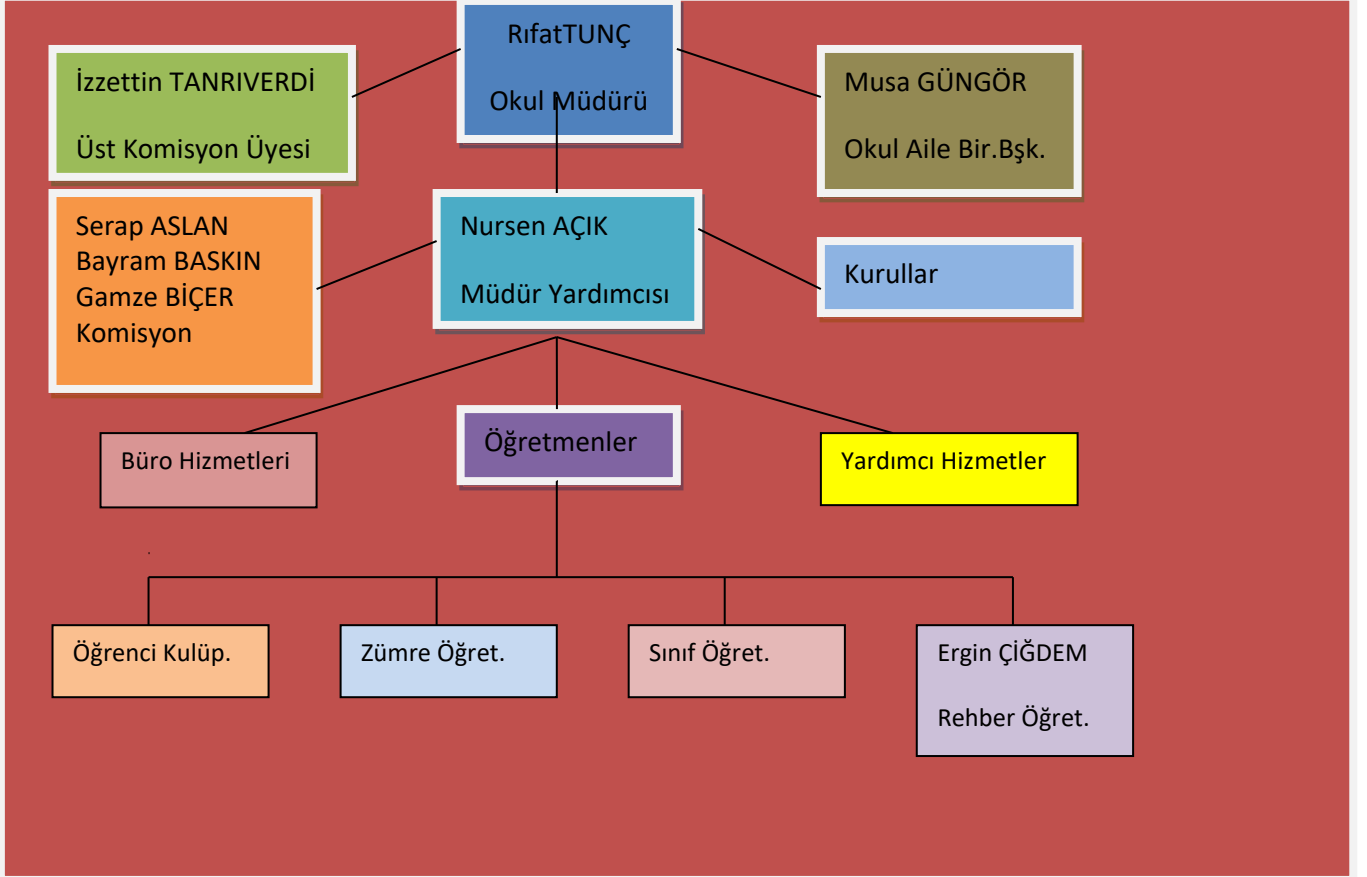 RıfatTUNÇ
Okul Müdürü
İzzettin TANRIVERDİ
Üst Komisyon Üyesi
Musa GÜNGÖR
Okul Aile Bir.Bşk.
Serap ASLAN
Bayram BASKIN
Gamze BİÇER
Komisyon
Nursen AÇIK
Müdür Yardımcısı
Kurullar
Büro Hizmetleri
Öğretmenler
Yardımcı Hizmetler
Öğrenci Kulüp.
Zümre Öğret.
Sınıf Öğret.
Ergin ÇİĞDEM
Rehber Öğret.